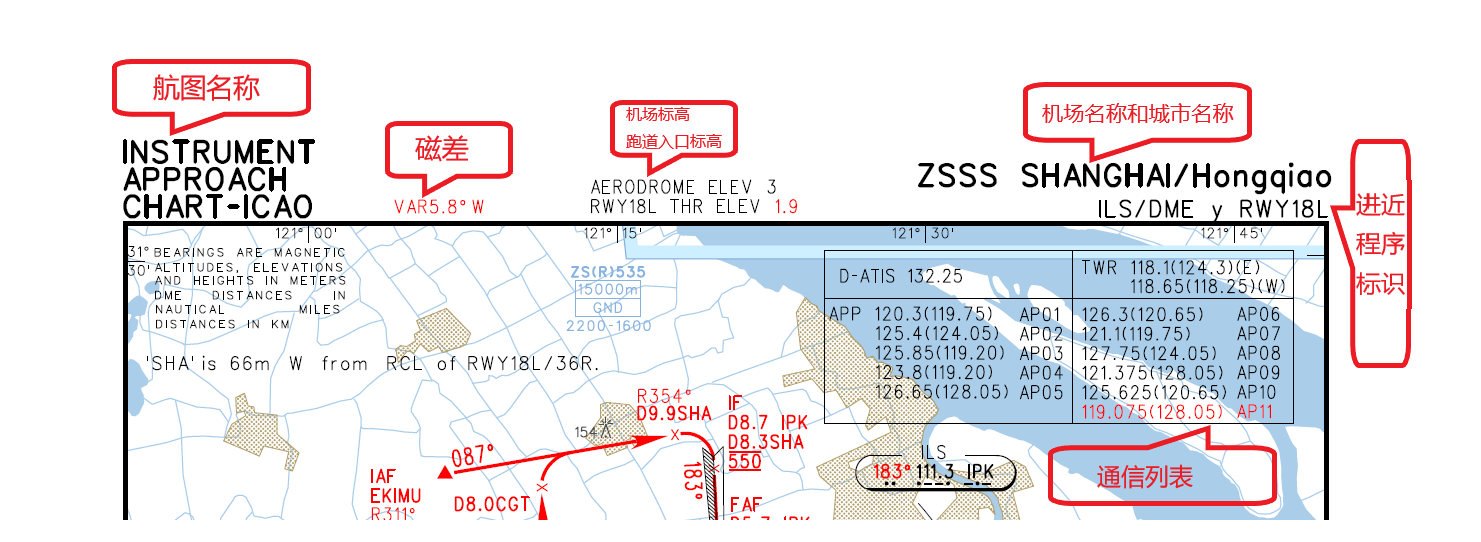 航图名称
机场标高
跑道入口标高
机场名称和城市名称
磁差
INSTRUMENT
APPROACH
CHART-ICAO
VAR5.8° W
AERODROME ELEV 3
RWY18L THR ELEV 1.9
ZSSS SHANGHAI/Hongqiao
ILS/DME y RWY18L
进近
程序
标识
121° 00'
121° 15'
121° 30'
121° 45'
31°
30'
BEARINGS ARE MAGNETIC
ALTITUDES, ELEVATIONS
AND HEIGHTS IN METERS
DME DISTANCES IN
NAUTICAL MILES
DISTANCES IN KM
ZS(R)535
15000m
GND
2200-1600
D-ATIS 132.25
TWR 118.1(124.3)(E)
118.65(118.25)(W)
APP 120.3(119.75) AP01
125.4(124.05) AP02
125.85(119.20) AP03
123.8(119.20) AP04
126.65(128.05) AP05
126.3(120.65) AP06
121.1(119.75) AP07
127.75(124.05) AP08
121.375(128.05) AP09
125.625(120.65) AP10
119.075(128.05) AP11
'SHA' is 66m W from RCL of RWY18L/36R.
R354°
D9.9SHA
IF
D8.7 IPK
D8.3SHA
550
154
087°
183°
IAF
EKIMU
R311°
D8.0CGT
FAF
D5.7 IPK
ILS
183° 111.3 IPK
通信列表